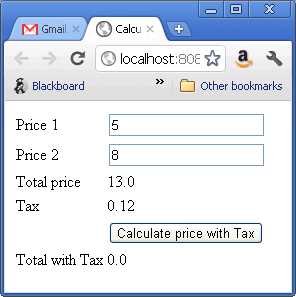 Gmail
Calcu
localhost:808
Blackboard
»
Other bookmarks
Price 1 5
Price 2 8
Total price 13.0
Tax 0.12
Calculate price with Tax
Total with Tax 0.0